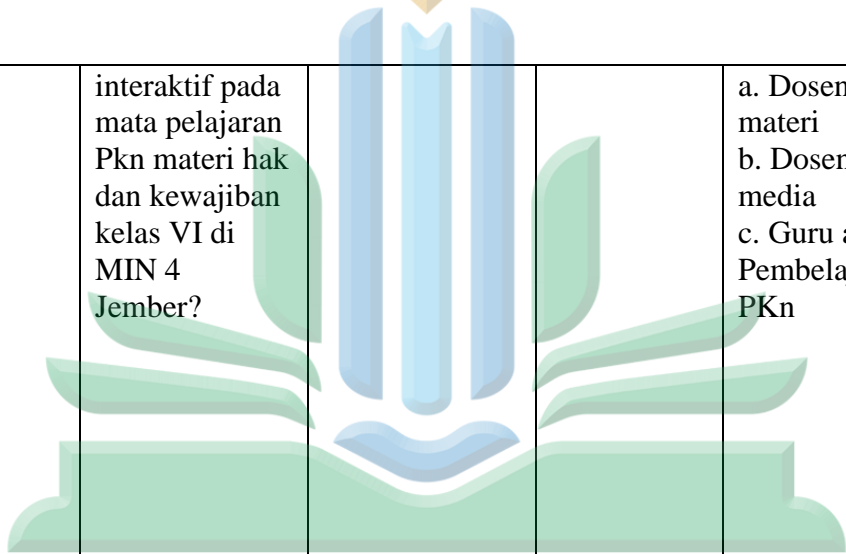 interaktif pada
mata pelajaran
Pkn materi hak
dan kewajiban
kelas VI di
MIN 4
Jember?
a. Dosen
materi
b. Dosen
media
c. Guru
PKn